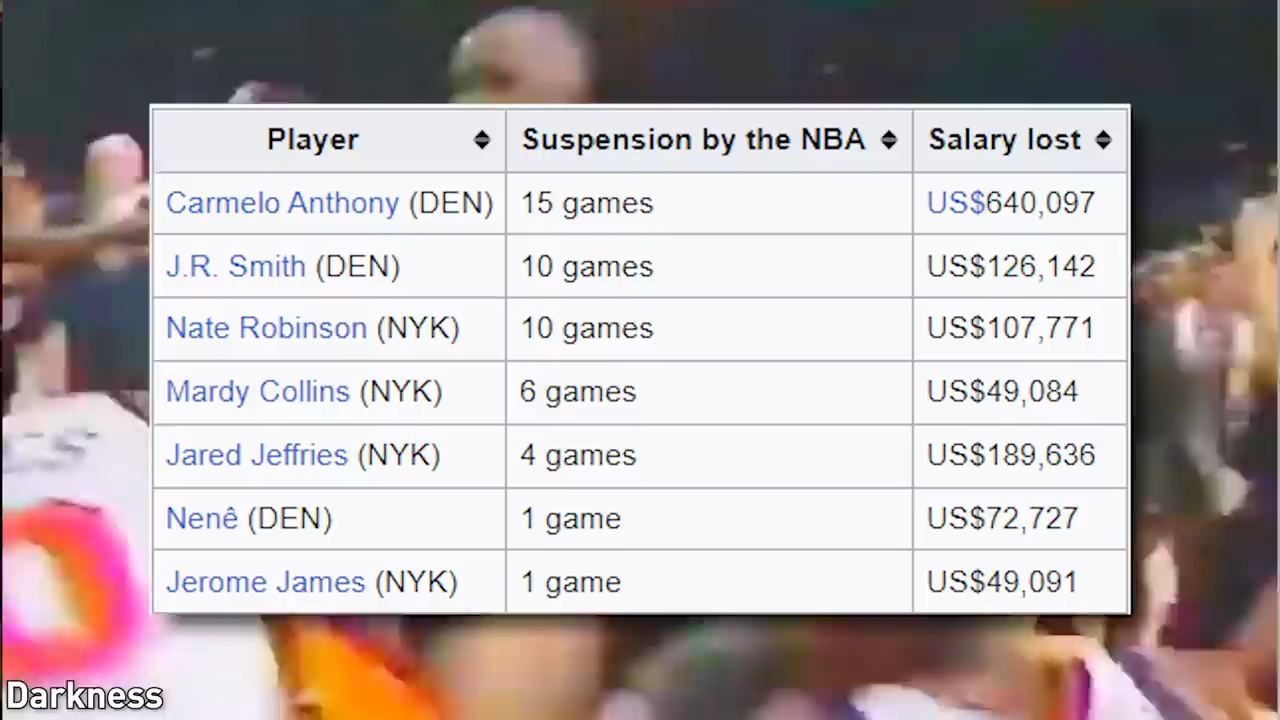 Player Suspension by the NBA Salary lost
Carmelo Anthony (DEN) 15 games US$640,097
J.R. Smith (DEN) 10 games US$126,142
Nate Robinson (NYK) 10 games US$107,771
Mardy Collins (NYK) 6 games US$49,084
Jared Jeffries (NYK) 4 games US$189,636
Nenê (DEN) 1 game US$72,727
Jerome James (NYK) 1 game US$49,091
Darkness